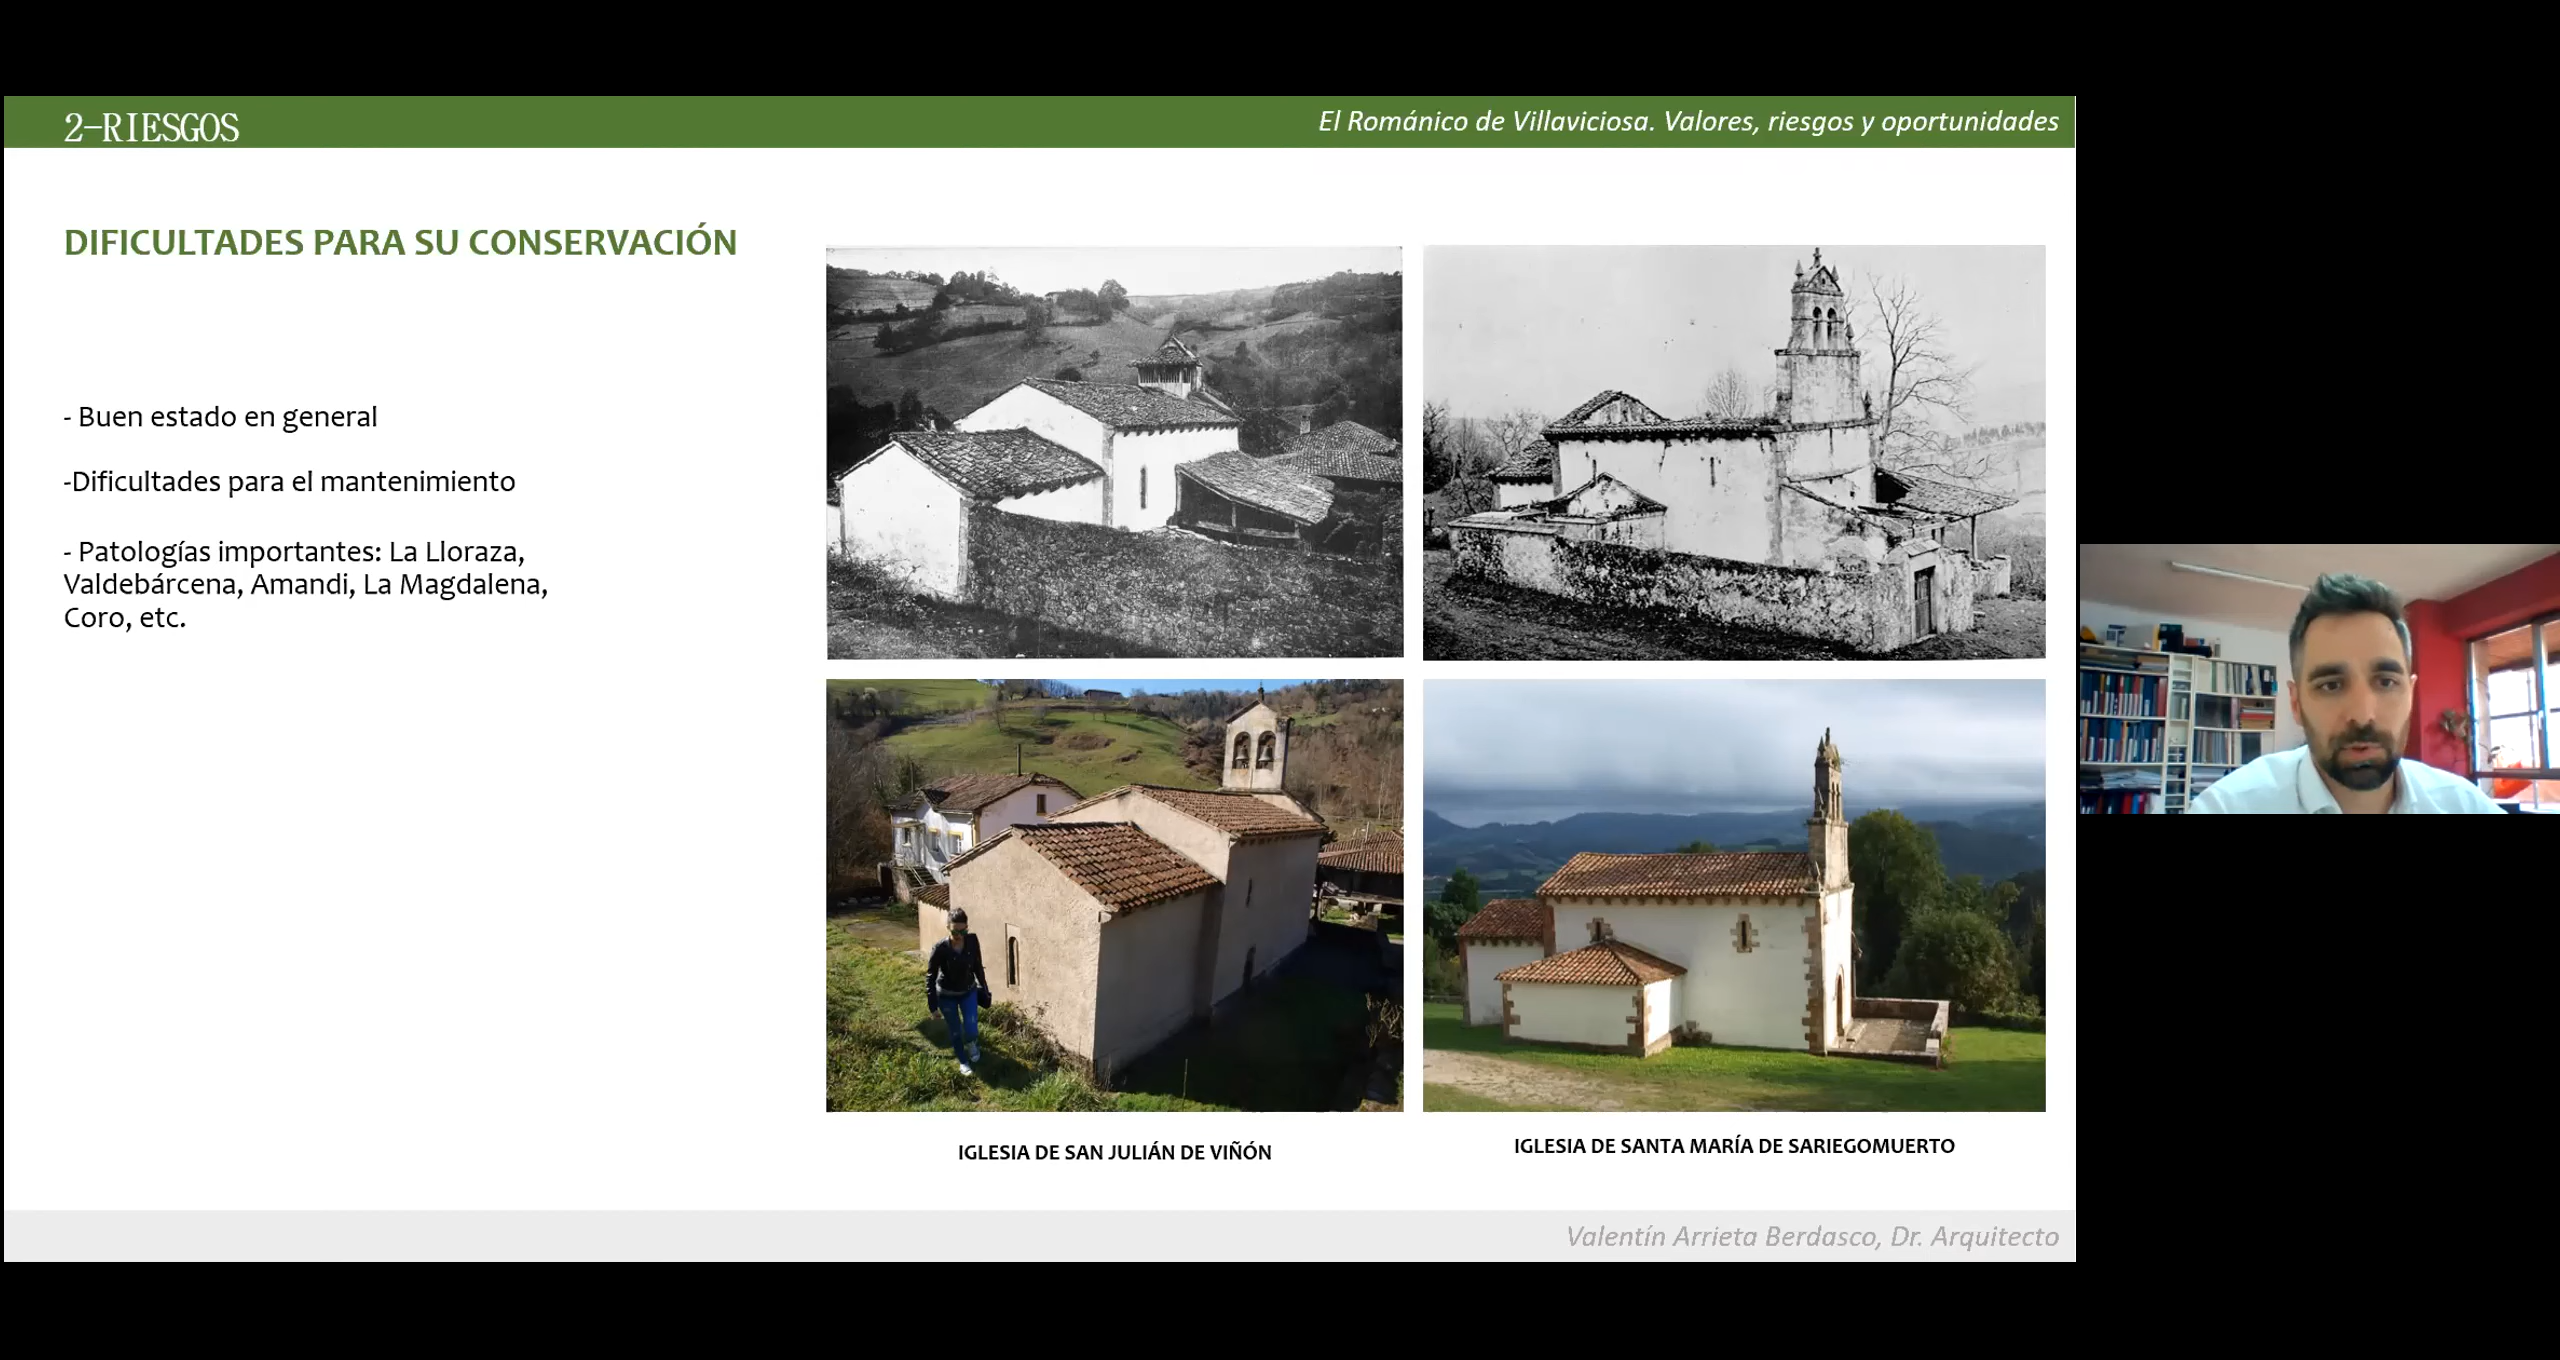 2-RIESGOS
El Románico de Villaviciosa. Valores, riesgos y oportunidades
DIFICULTADES PARA SU CONSERVACIÓN
- Buen estado en general
-Dificultades para el mantenimiento
- Patologías importantes: La Lloraza,
Valdebárcena, Amandi, La Magdalena,
Coro, etc.
IGLESIA DE SAN JULIÁN DE VIÑÓN
IGLESIA DE SANTA MARÍA DE SARIEGOMUERTO
Valentín Arrieta Berdasco, Dr. Arquitecto